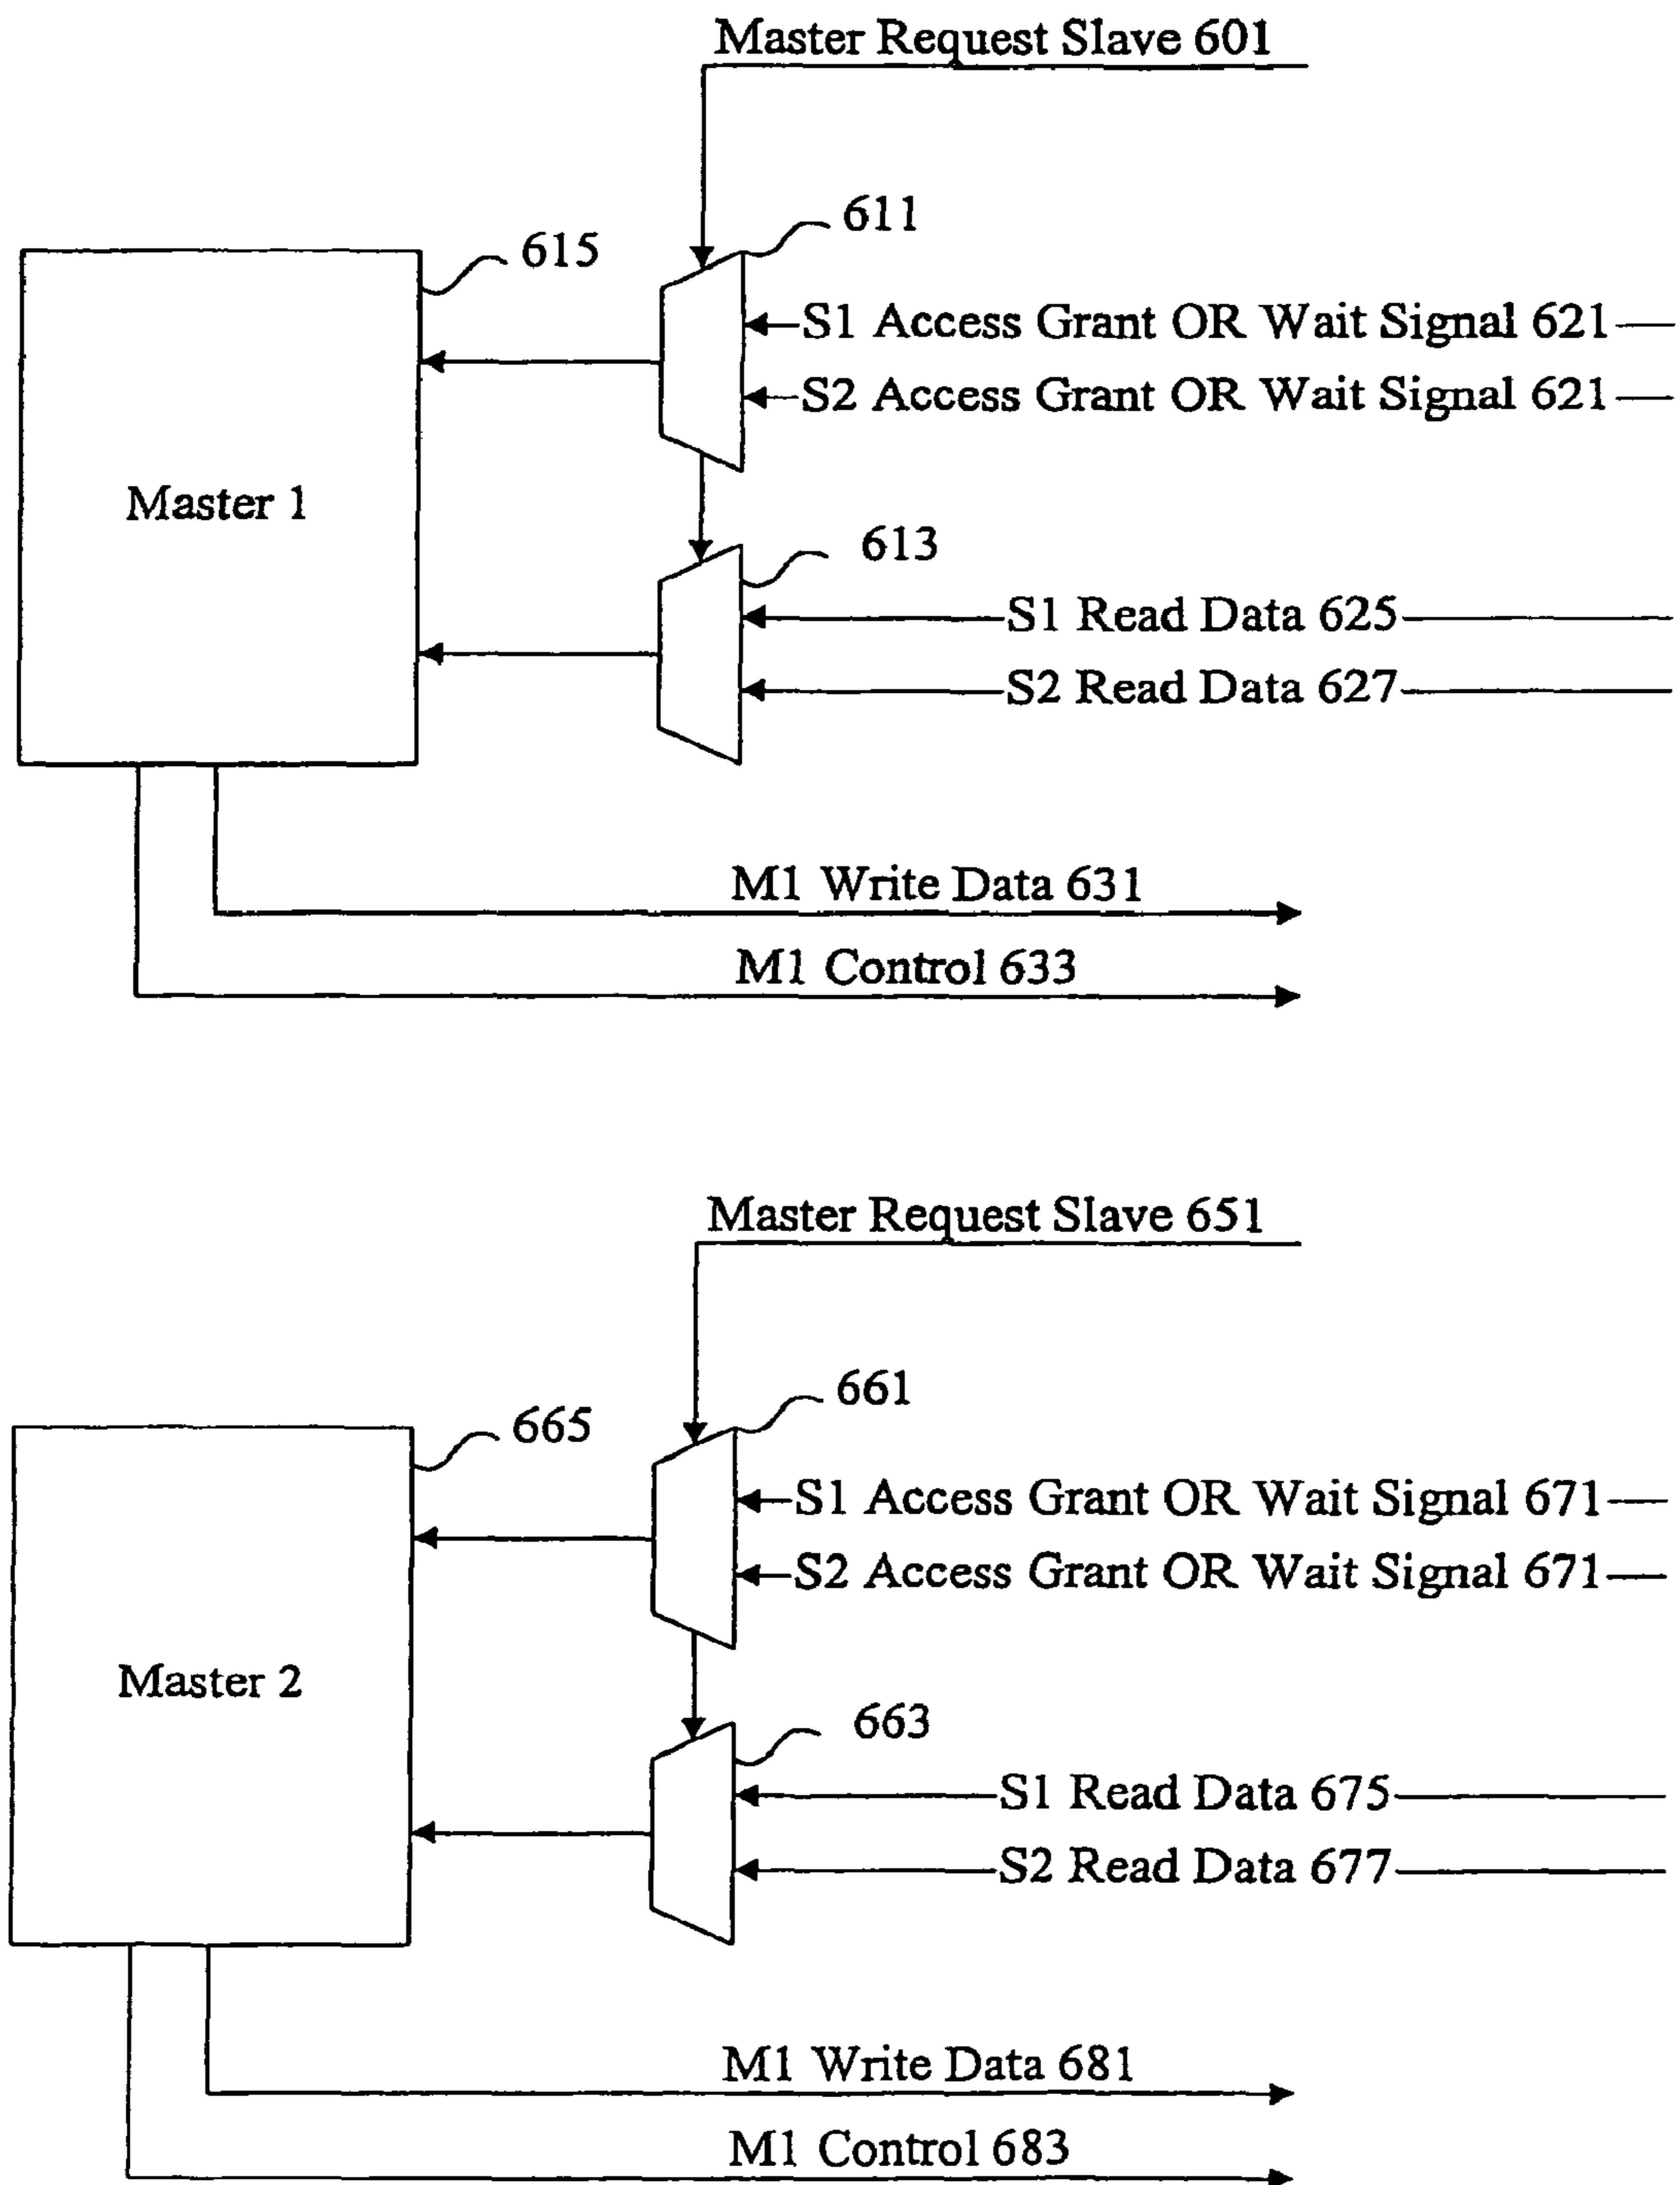 Master Request Slave 601
611
615
S1 Access Grant OR Wait Signal 621
S2 Access Grant OR Wait Signal 621
Master 1
613
S1 Read Data 625
S2 Read Data 627
M1 Write Data 631
M1 Control 633
Master Request Slave 651
661
665
S1 Access Grant OR Wait Signal 671
S2 Access Grant OR Wait Signal 671
Master 2
663
S1 Read Data 675
S2 Read Data 677
M1 Write Data 681
M1 Control 683